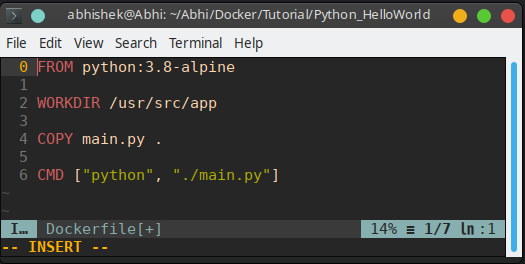 abhishek@Abhi: ~/Abhi/Docker/Tutorial/Python_HelloWorld
File Edit View Search Terminal Help
0 FROM python:3.8-alpine
1
2 WORKDIR /usr/src/app
3
4 COPY main.py .
5
6 CMD ["python", "./main.py"]
~
~
I… Dockerfile[+] 14% ≡ 1/7 ㏑ :1
-- INSERT --